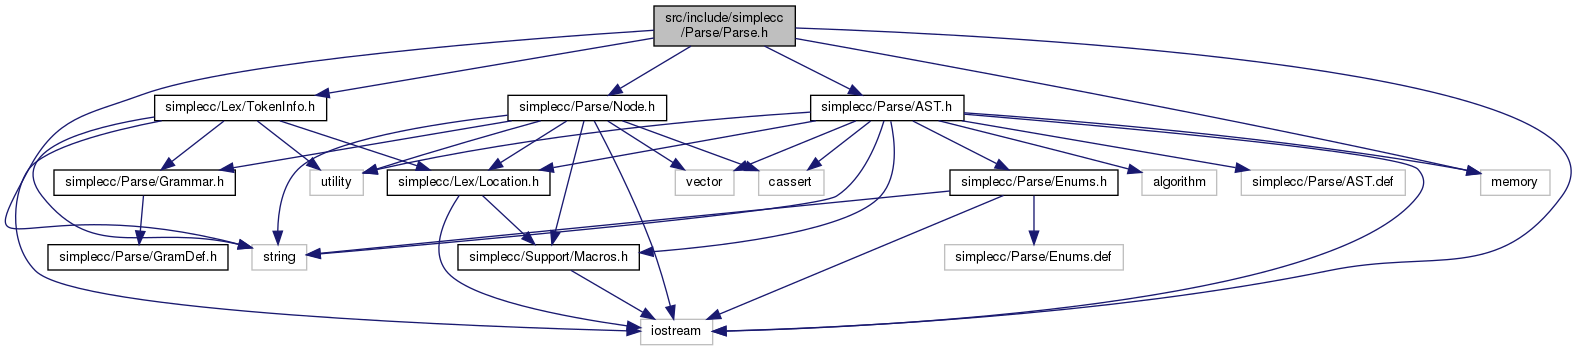 src/include/simplecc
/Parse/Parse.h
simplecc/Lex/TokenInfo.h
simplecc/Parse/Node.h
simplecc/Parse/AST.h
simplecc/Parse/Grammar.h
utility
simplecc/Lex/Location.h
vector
cassert
simplecc/Parse/Enums.h
algorithm
simplecc/Parse/AST.def
memory
simplecc/Parse/GramDef.h
string
simplecc/Support/Macros.h
simplecc/Parse/Enums.def
iostream